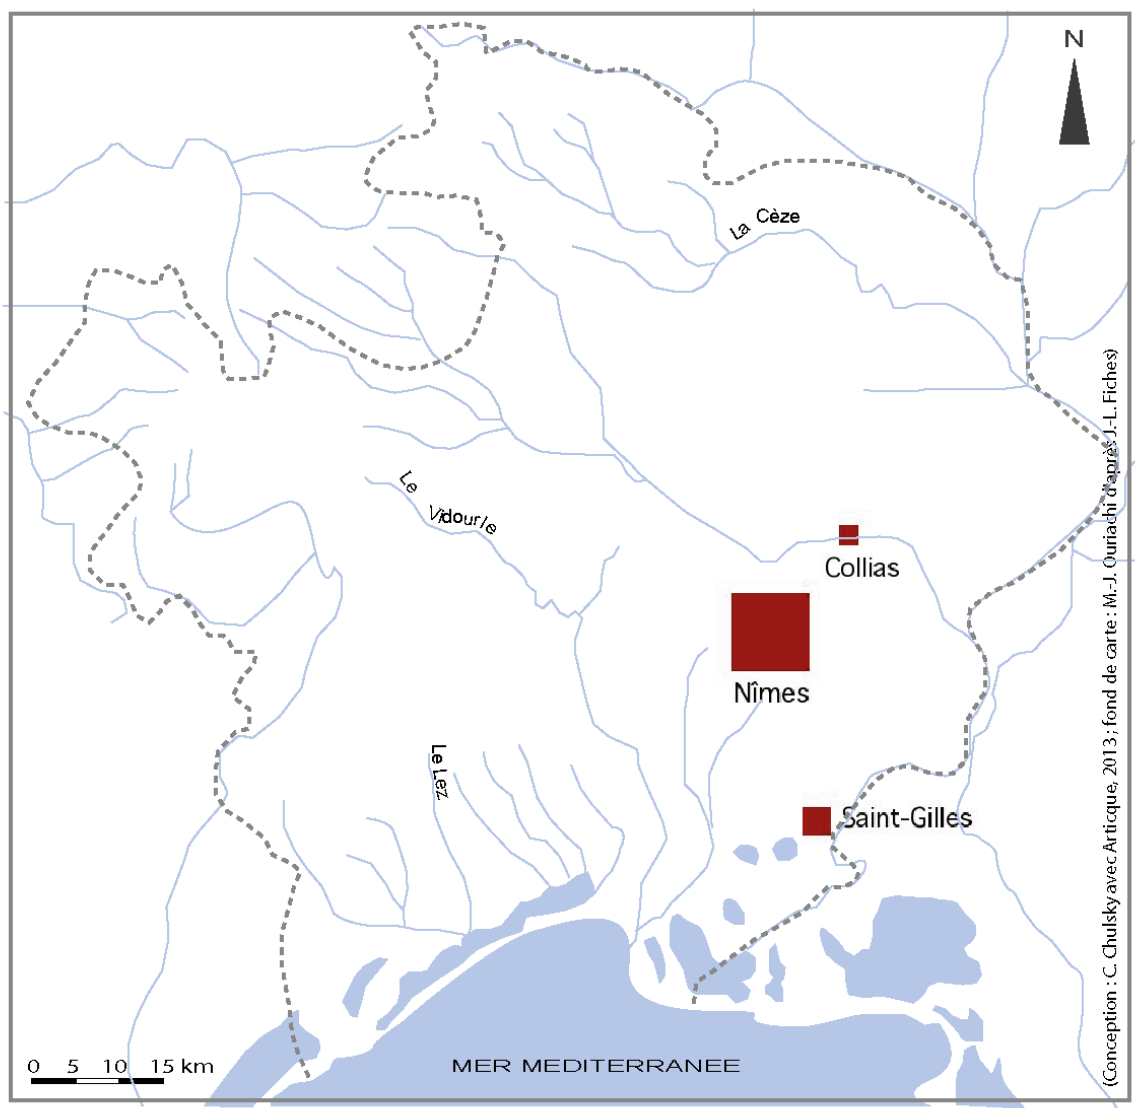 N
La Cèze
Le Vidourle
Collias
Nîmes
Le Lez
Saint-Gilles
MER MEDITERRANEE
0 5 10 15 km
(Conception : C. Chulsky avec Articque, 2013 ; fond de carte : M.-J. Ouriachi d'après J.-L. Fiches)